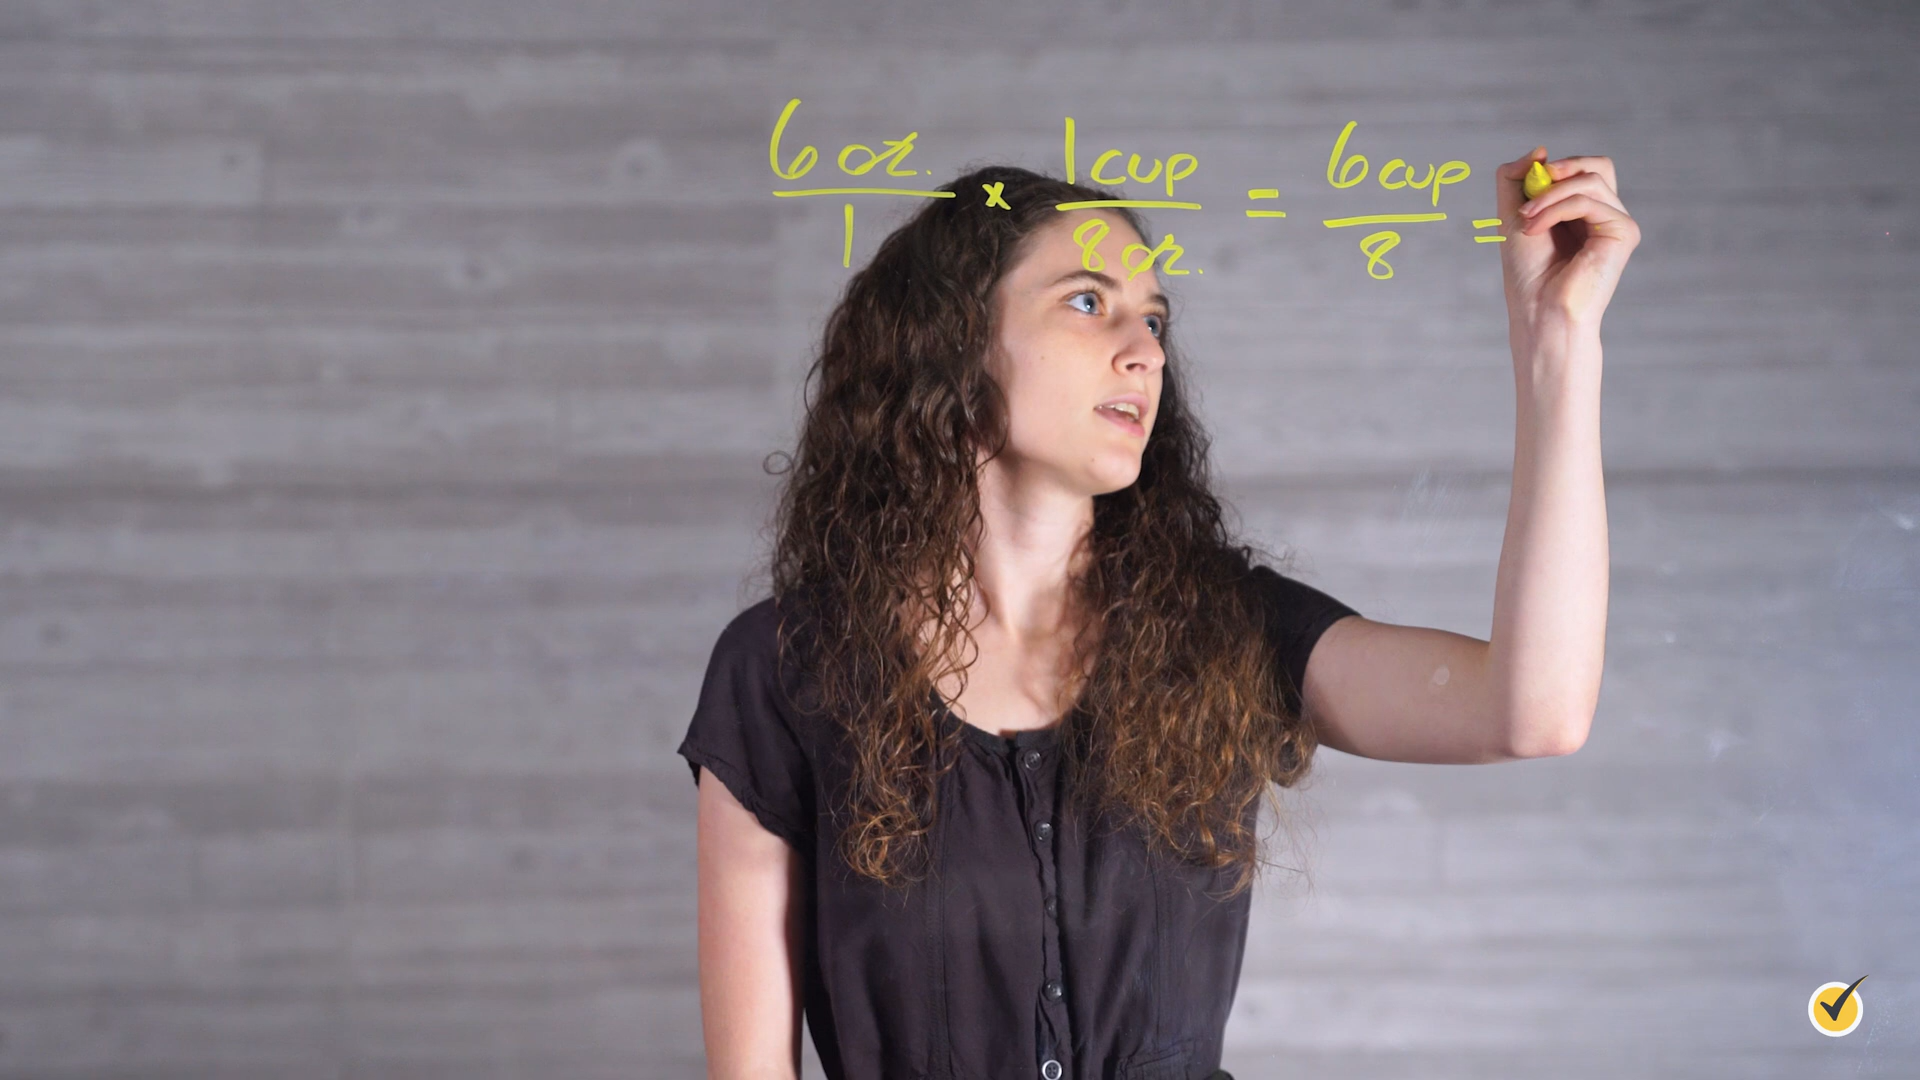 6 oz. × 1 cup = 6 cup =
1 8 oz. 8